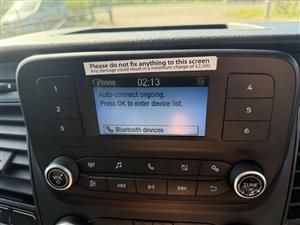 Please do not fix anything to this screen
Any damage could result in a minimum charge of £2,500
Phone 02:13
Auto-connect ongoing.
Press OK to enter device list.
Bluetooth devices
1 4
2 5
3 6
VOL TUNE